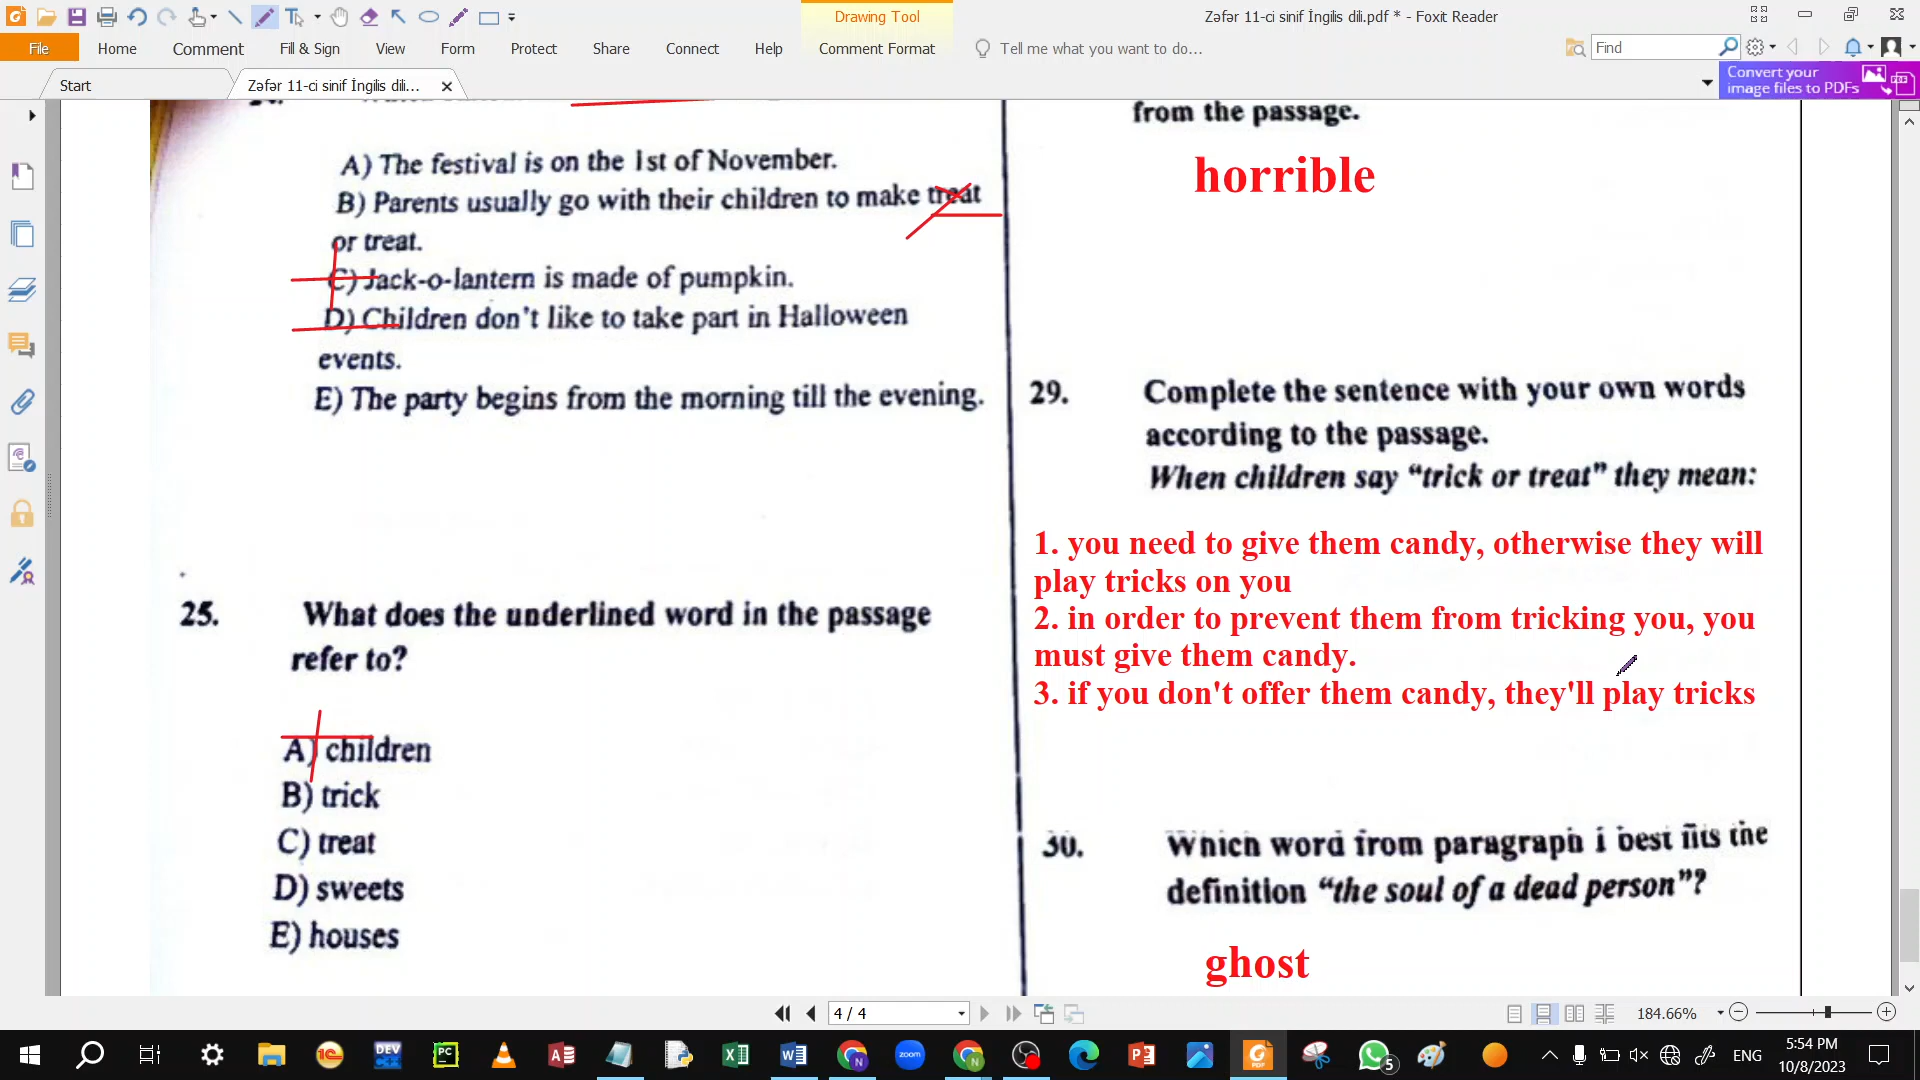 Drawing Tool
Zəfər 11-ci sinif İngilis dili.pdf * - Foxit Reader
File
Home
Comment
Fill & Sign
View
Form
Protect
Share
Connect
Help
Comment Format
Tell me what you want to do...
Find
Start
Zəfər 11-ci sinif İngilis dili...
Convert your
image files to PDFs
A) The festival is on the 1st of November.
B) Parents usually go with their children to make treat
or treat.
C) Jack-o-lantern is made of pumpkin.
D) Children don't like to take part in Halloween
events.
E) The party begins from the morning till the evening.
25. What does the underlined word in the passage
refer to?
A) children
B) trick
C) treat
D) sweets
E) houses
from the passage.
horrible
29. Complete the sentence with your own words
according to the passage.
When children say “trick or treat” they mean:
1. you need to give them candy, otherwise they will
play tricks on you
2. in order to prevent them from tricking you, you
must give them candy.
3. if you don't offer them candy, they'll play tricks
30. Which word from paragraph 1 best fits the
definition “the soul of a dead person”?
ghost
4 / 4
184.66%
ENG
5:54 PM
10/8/2023